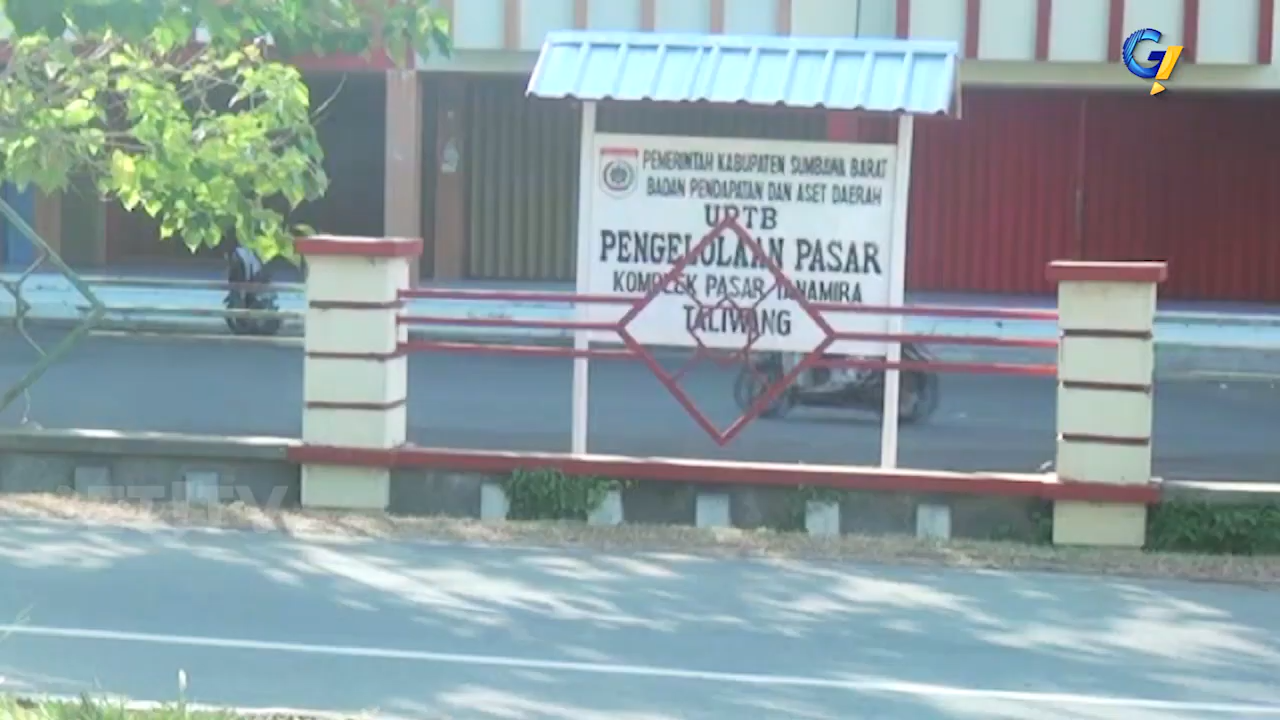 PEMERINTAH KABUPATEN SUMBAWA BARAT
BADAN PENDAPATAN DAN ASET DAERAH
UPTB
PENGELOLAAN PASAR
KOMPLEK PASAR TANAMIRA
TALIWANG